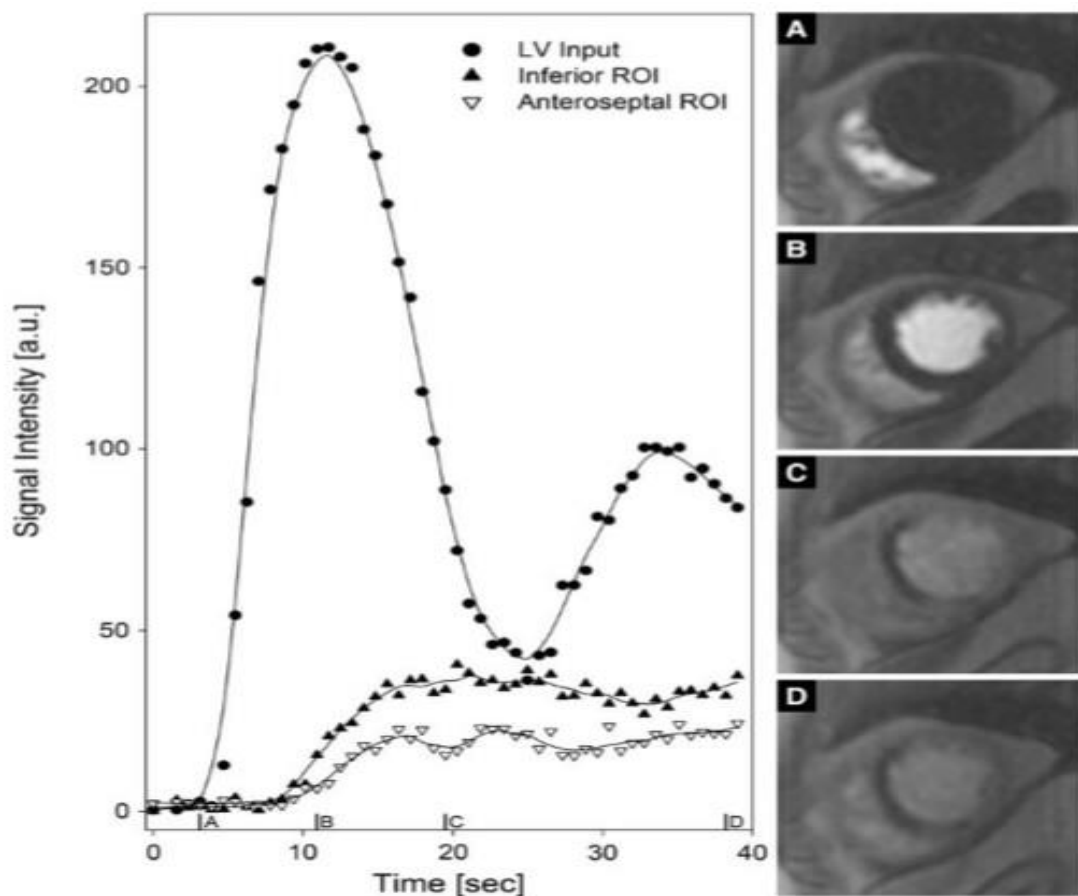 LV Input
Inferior ROI
Anteroseptal ROI
200
150
100
50
0
Signal Intensity [a.u.]
A
B
C
D
0
10
20
30
40
Time [sec]
A
B
C
D